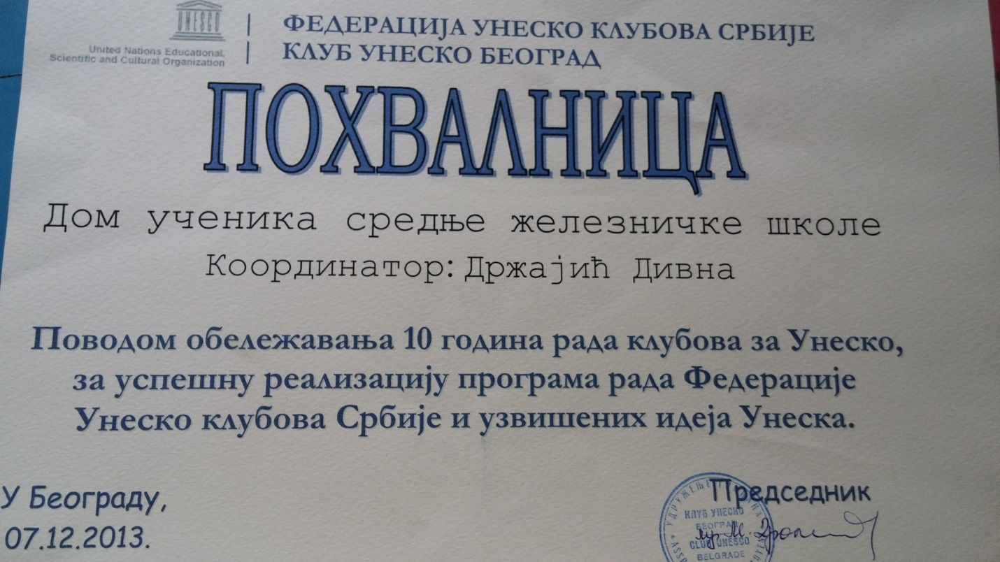 UNESCO
ФЕДЕРАЦИЈА УНЕСКО КЛУБОВА СРБИЈЕ
United Nations Educational,
Scientific and Cultural Organization
КЛУБ УНЕСКО БЕОГРАД
ПОХВАЛНИЦА
Дом ученика средње железничке школе
Координатор: Држајић Дивна
Поводом обележавања 10 година рада клубова за Унеско,
за успешну реализацију програма рада Федерације
Унеско клубова Србије и узвишених идеја Унеска.
У Београду,
07.12.2013.
Председник
УДРУЖЕЊЕ
КЛУБ УНЕСКО
БЕОГРАД
CLUB UNESCO
BELGRADE